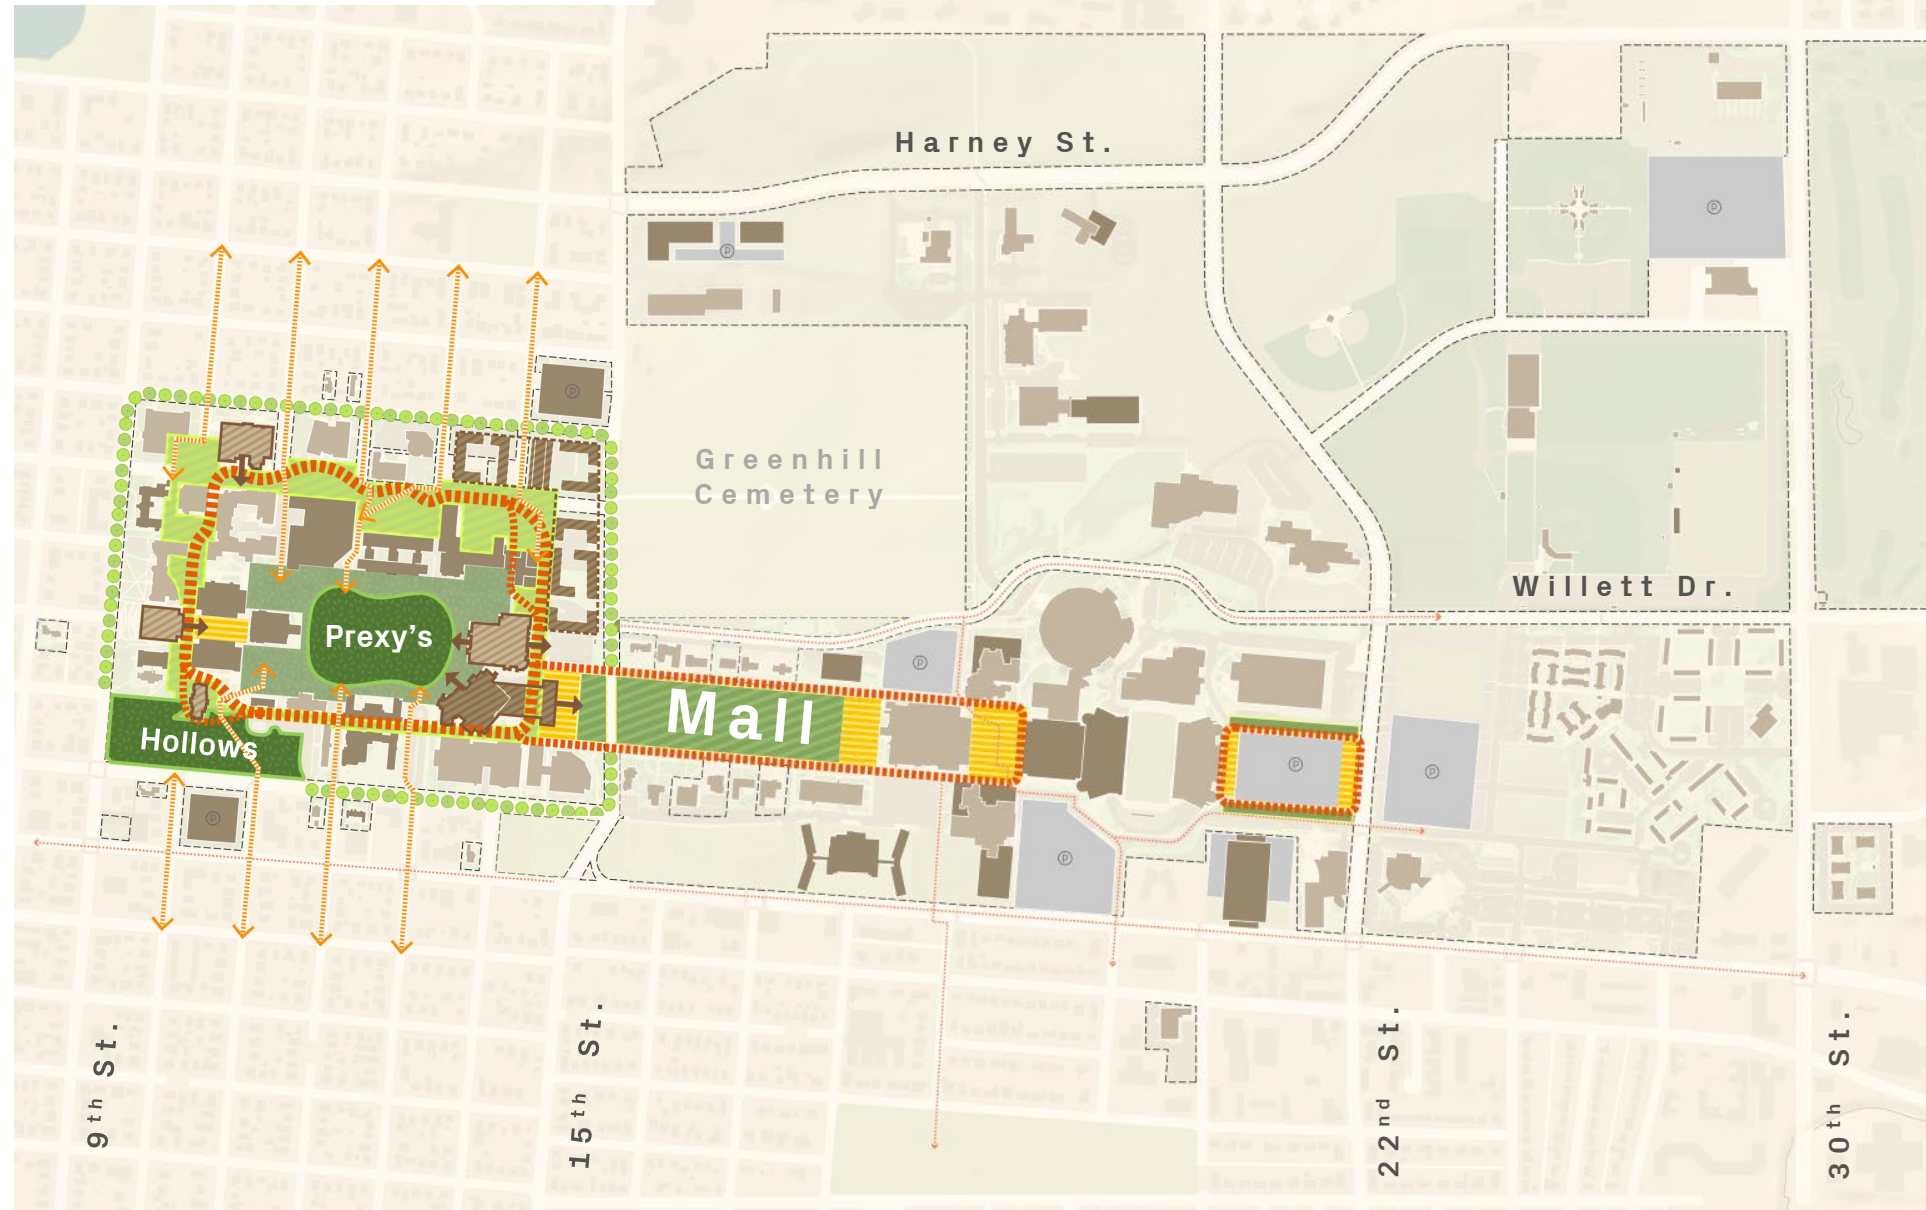 Harney St.
P
P
P
Greenhill
Cemetery
Willett Dr.
Prexy's
P
Mall
Hollows
P
P
P
P
9th St.
15th St.
22nd St.
30th St.